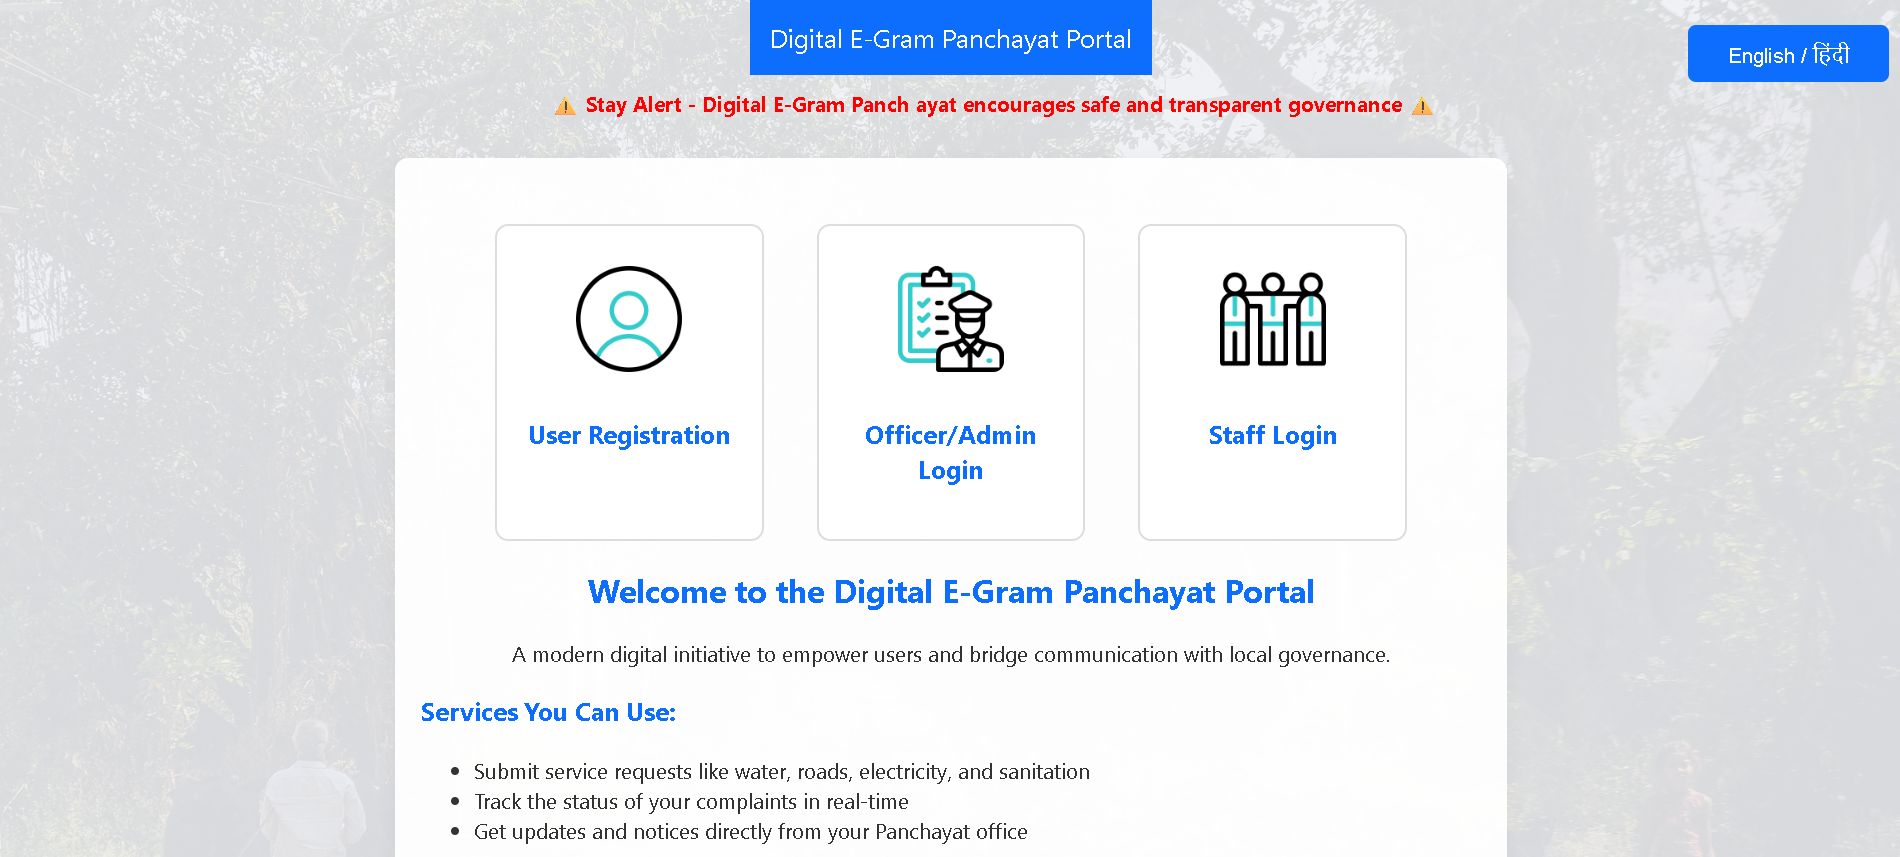 Digital E-Gram Panchayat Portal
English / हिंदी
⚠️ Stay Alert - Digital E-Gram Panch ayat encourages safe and transparent governance ⚠️
User Registration
Officer/Admin
Login
Staff Login
Welcome to the Digital E-Gram Panchayat Portal
A modern digital initiative to empower users and bridge communication with local governance.
Services You Can Use:
• Submit service requests like water, roads, electricity, and sanitation
• Track the status of your complaints in real-time
• Get updates and notices directly from your Panchayat office